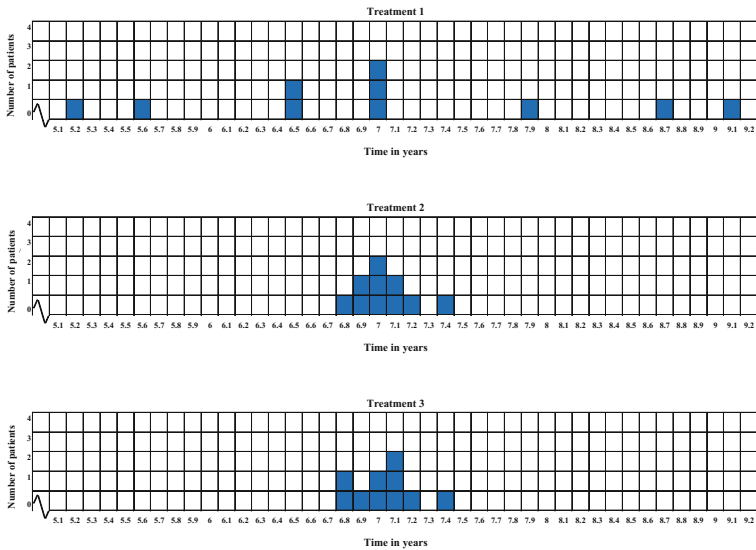 Treatment 1
Number of patients
4
3
2
1
0
5.1 5.2 5.6 5.7 5.8 5.9 6 6.1 6.2 6.3 6.4 6.5 6.6 6.7 6.8 6.9 7 7.1 7.2 7.3 7.4 7.5 7.6 7.7 7.8 7.9 8 8.1 8.2 8.3 8.4 8.5 8.6 8.7 8.8 8.9 9 9.1 9.2
Time in years
Treatment 2
Number of patients
4
3
2
1
0
5.1 5.2 5.3 5.4 5.5 5.6 5.7 5.8 5.9 6 6.1 6.2 6.3 6.4 6.5 6.6 6.7 6.8 6.9 7 7.1 7.2 7.3 7.4 7.5 7.6 7.7 7.8 7.9 8 8.1 8.2 8.3 8.4 8.5 8.6 8.7 8.8 8.9 9 9.1 9.2
Time in years
Treatment 3
Number of patients
4
3
2
1
0
5.1 5.2 5.3 5.4 5.5 5.6 5.7 5.8 5.9 6 6.1 6.2 6.3 6.4 6.5 6.6 6.7 6.8 6.9 7 7.1 7.2 7.3 7.4 7.5 7.6 7.7 7.8 7.9 8 8.1 8.2 8.3 8.4 8.5 8.6 8.7 8.8 8.9 9 9.1 9.2
Time in years